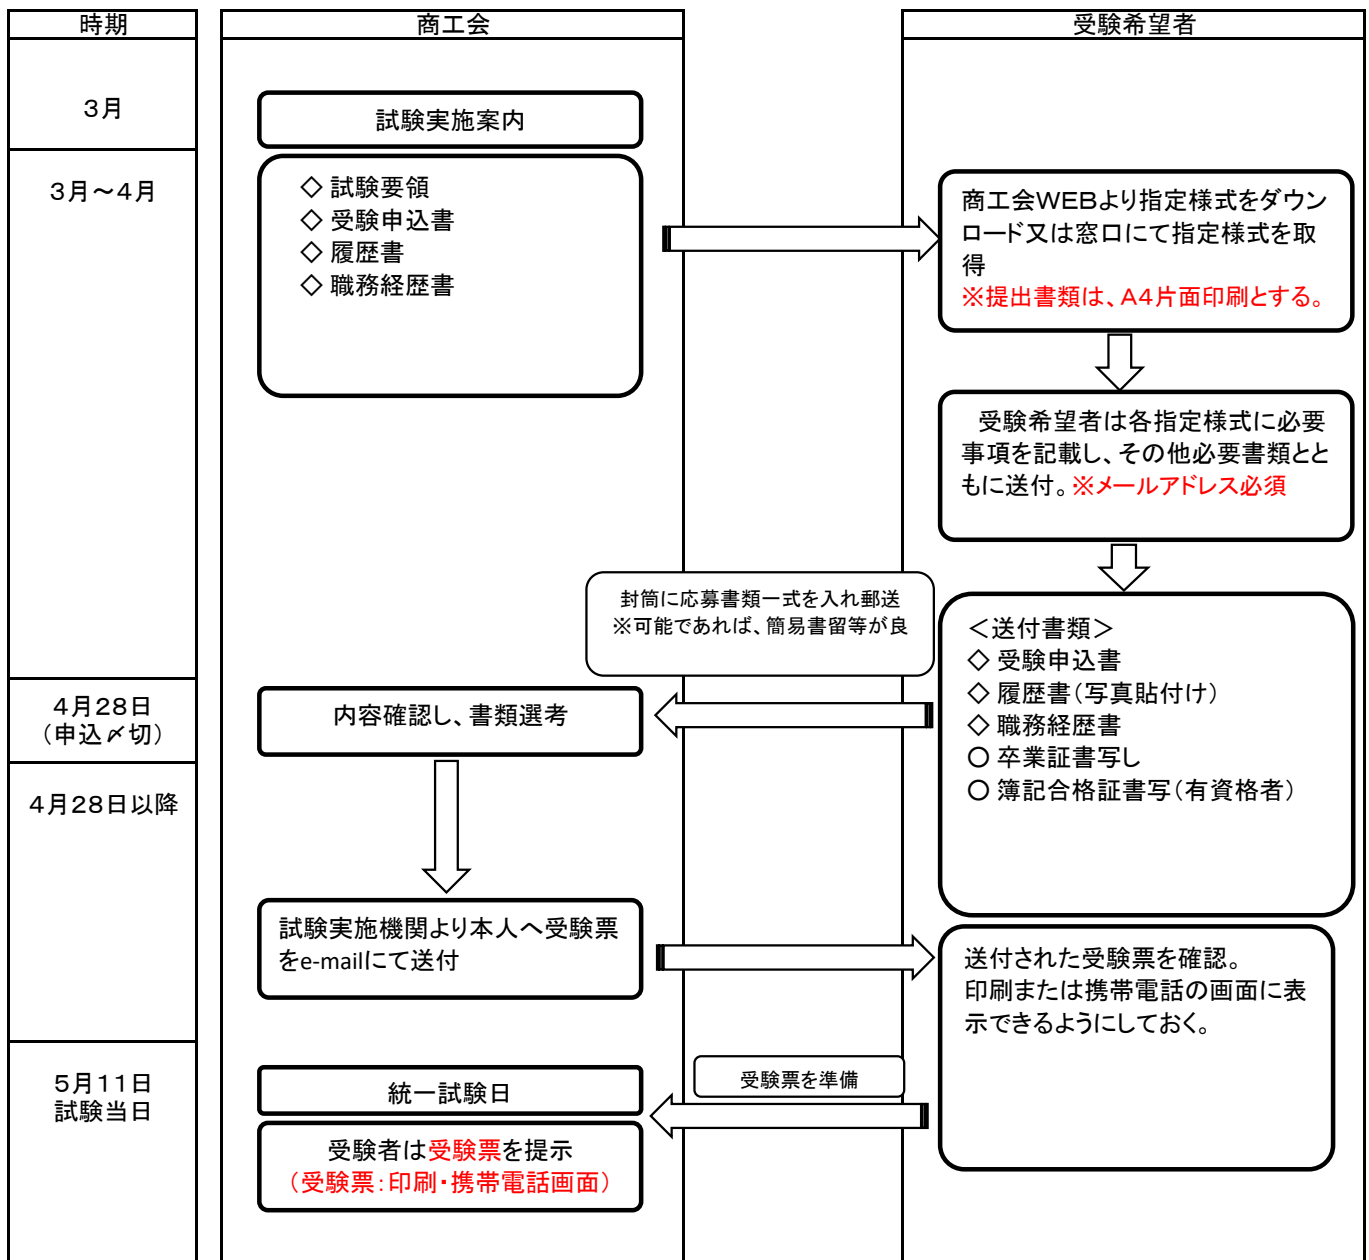 時期
商工会
受験希望者
3月
試験実施案内
3月～4月
◇ 試験要領
◇ 受験申込書
◇ 履歴書
◇ 職務経歴書
商工会WEBより指定様式をダウン
ロード又は窓口にて指定様式を取
得
※提出書類は、A4片面印刷とする。
受験希望者は各指定様式に必要
事項を記載し、その他必要書類とと
もに送付。※メールアドレス必須
封筒に応募書類一式を入れ郵送
※可能であれば、簡易書留等が良
＜送付書類＞
◇ 受験申込書
◇ 履歴書（写真貼付け）
◇ 職務経歴書
○ 卒業証書写し
○ 簿記合格証書写（有資格者）
4月28日
（申込〆切）
内容確認し、書類選考
4月28日以降
試験実施機関より本人へ受験票
をe-mailにて送付
送付された受験票を確認。
印刷または携帯電話の画面に表
示できるようにしておく。
5月11日
試験当日
受験票を準備
統一試験日
受験者は受験票を提示
（受験票：印刷・携帯電話画面）